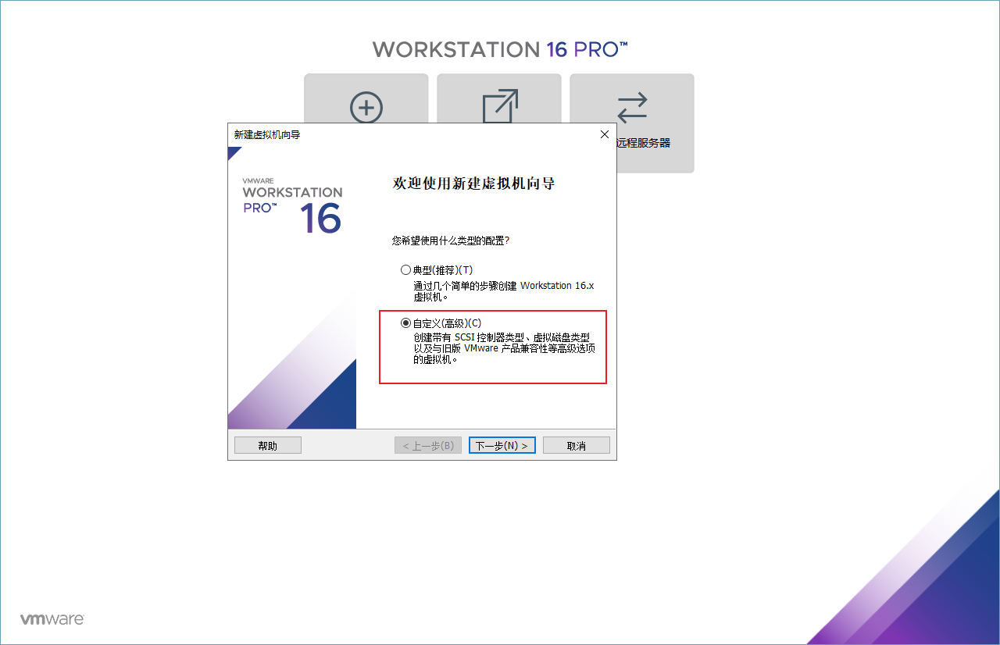 WORKSTATION 16 PRO™
远程服务器
新建虚拟机向导
VMWARE
WORKSTATION
PRO™ 16
欢迎使用新建虚拟机向导
您希望使用什么类型的配置?
典型(推荐)(T)
通过几个简单的步骤创建 Workstation 16.x
虚拟机。
自定义(高级)(C)
创建带有 SCSI 控制器类型、虚拟磁盘类型
以及与旧版 VMware 产品兼容性等高级选项
的虚拟机。
帮助
< 上一步(B)
下一步(N) >
取消
vmware